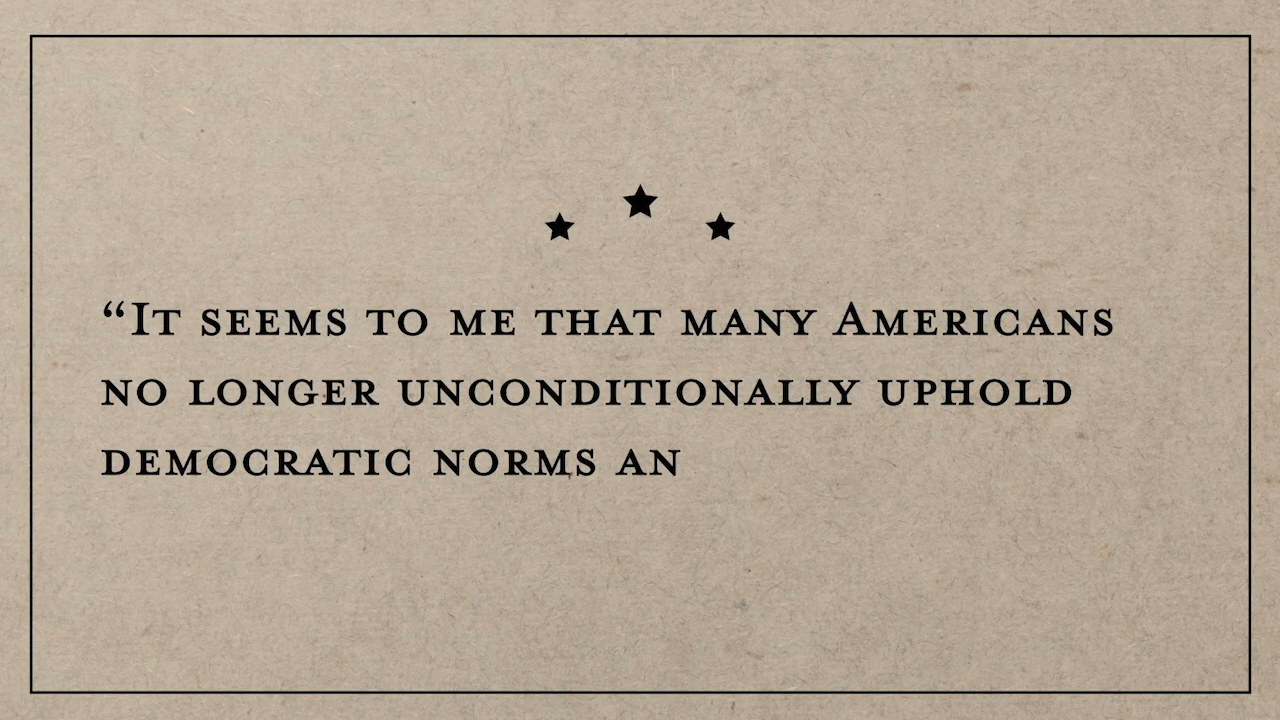 “It seems to me that many Americans
no longer unconditionally uphold
democratic norms an